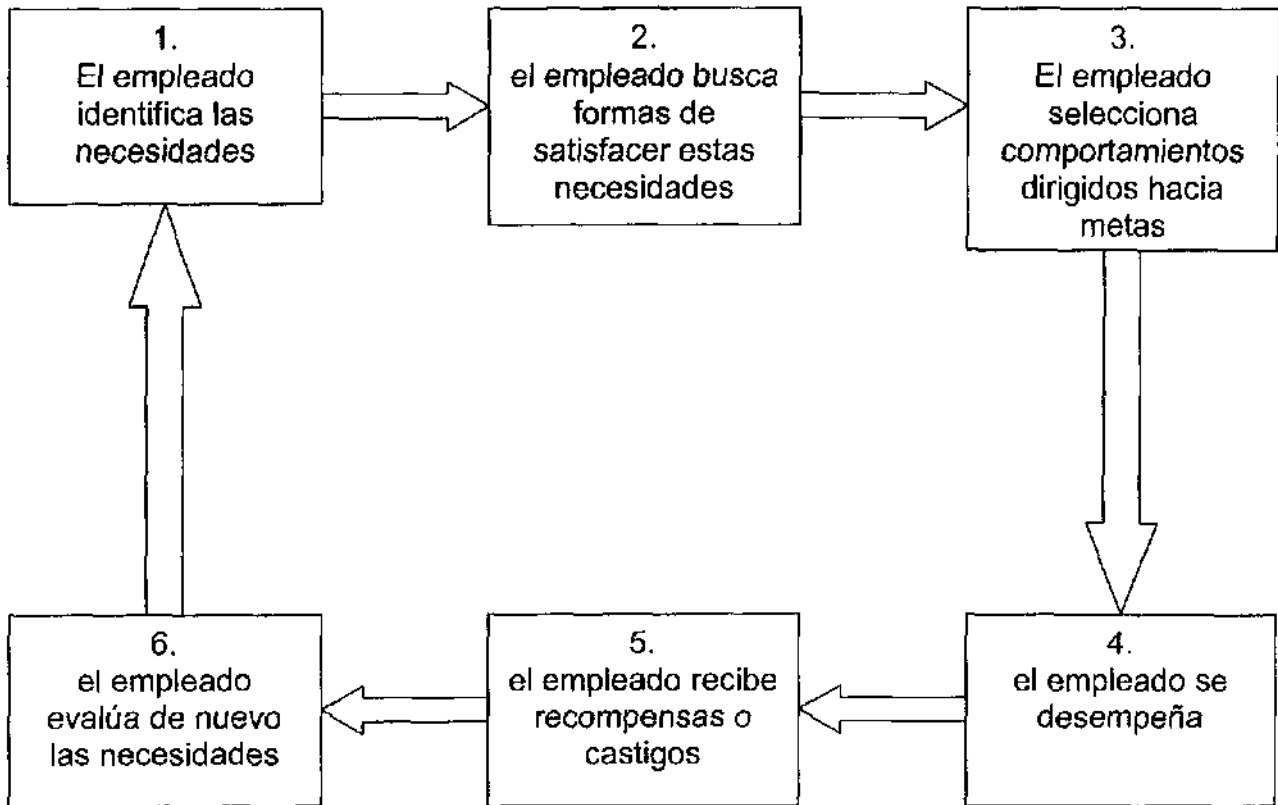 1.
El empleado
identifica las
necesidades
2.
el empleado busca
formas de
satisfacer estas
necesidades
3.
El empleado
selecciona
comportamientos
dirigidos hacia
metas
4.
el empleado se
desempeña
5.
el empleado recibe
recompensas o
castigos
6.
el empleado
evalúa de nuevo
las necesidades